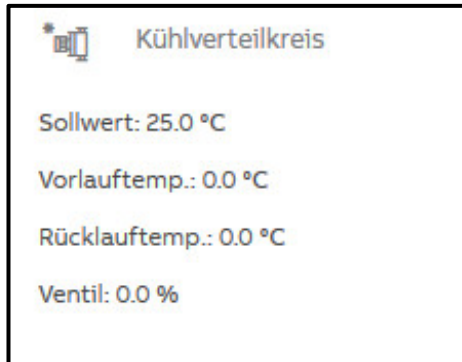 Kühlverteilkreis
Sollwert: 25.0 °C
Vorlauftemp.: 0.0 °C
Rücklauftemp.: 0.0 °C
Ventil: 0.0 %